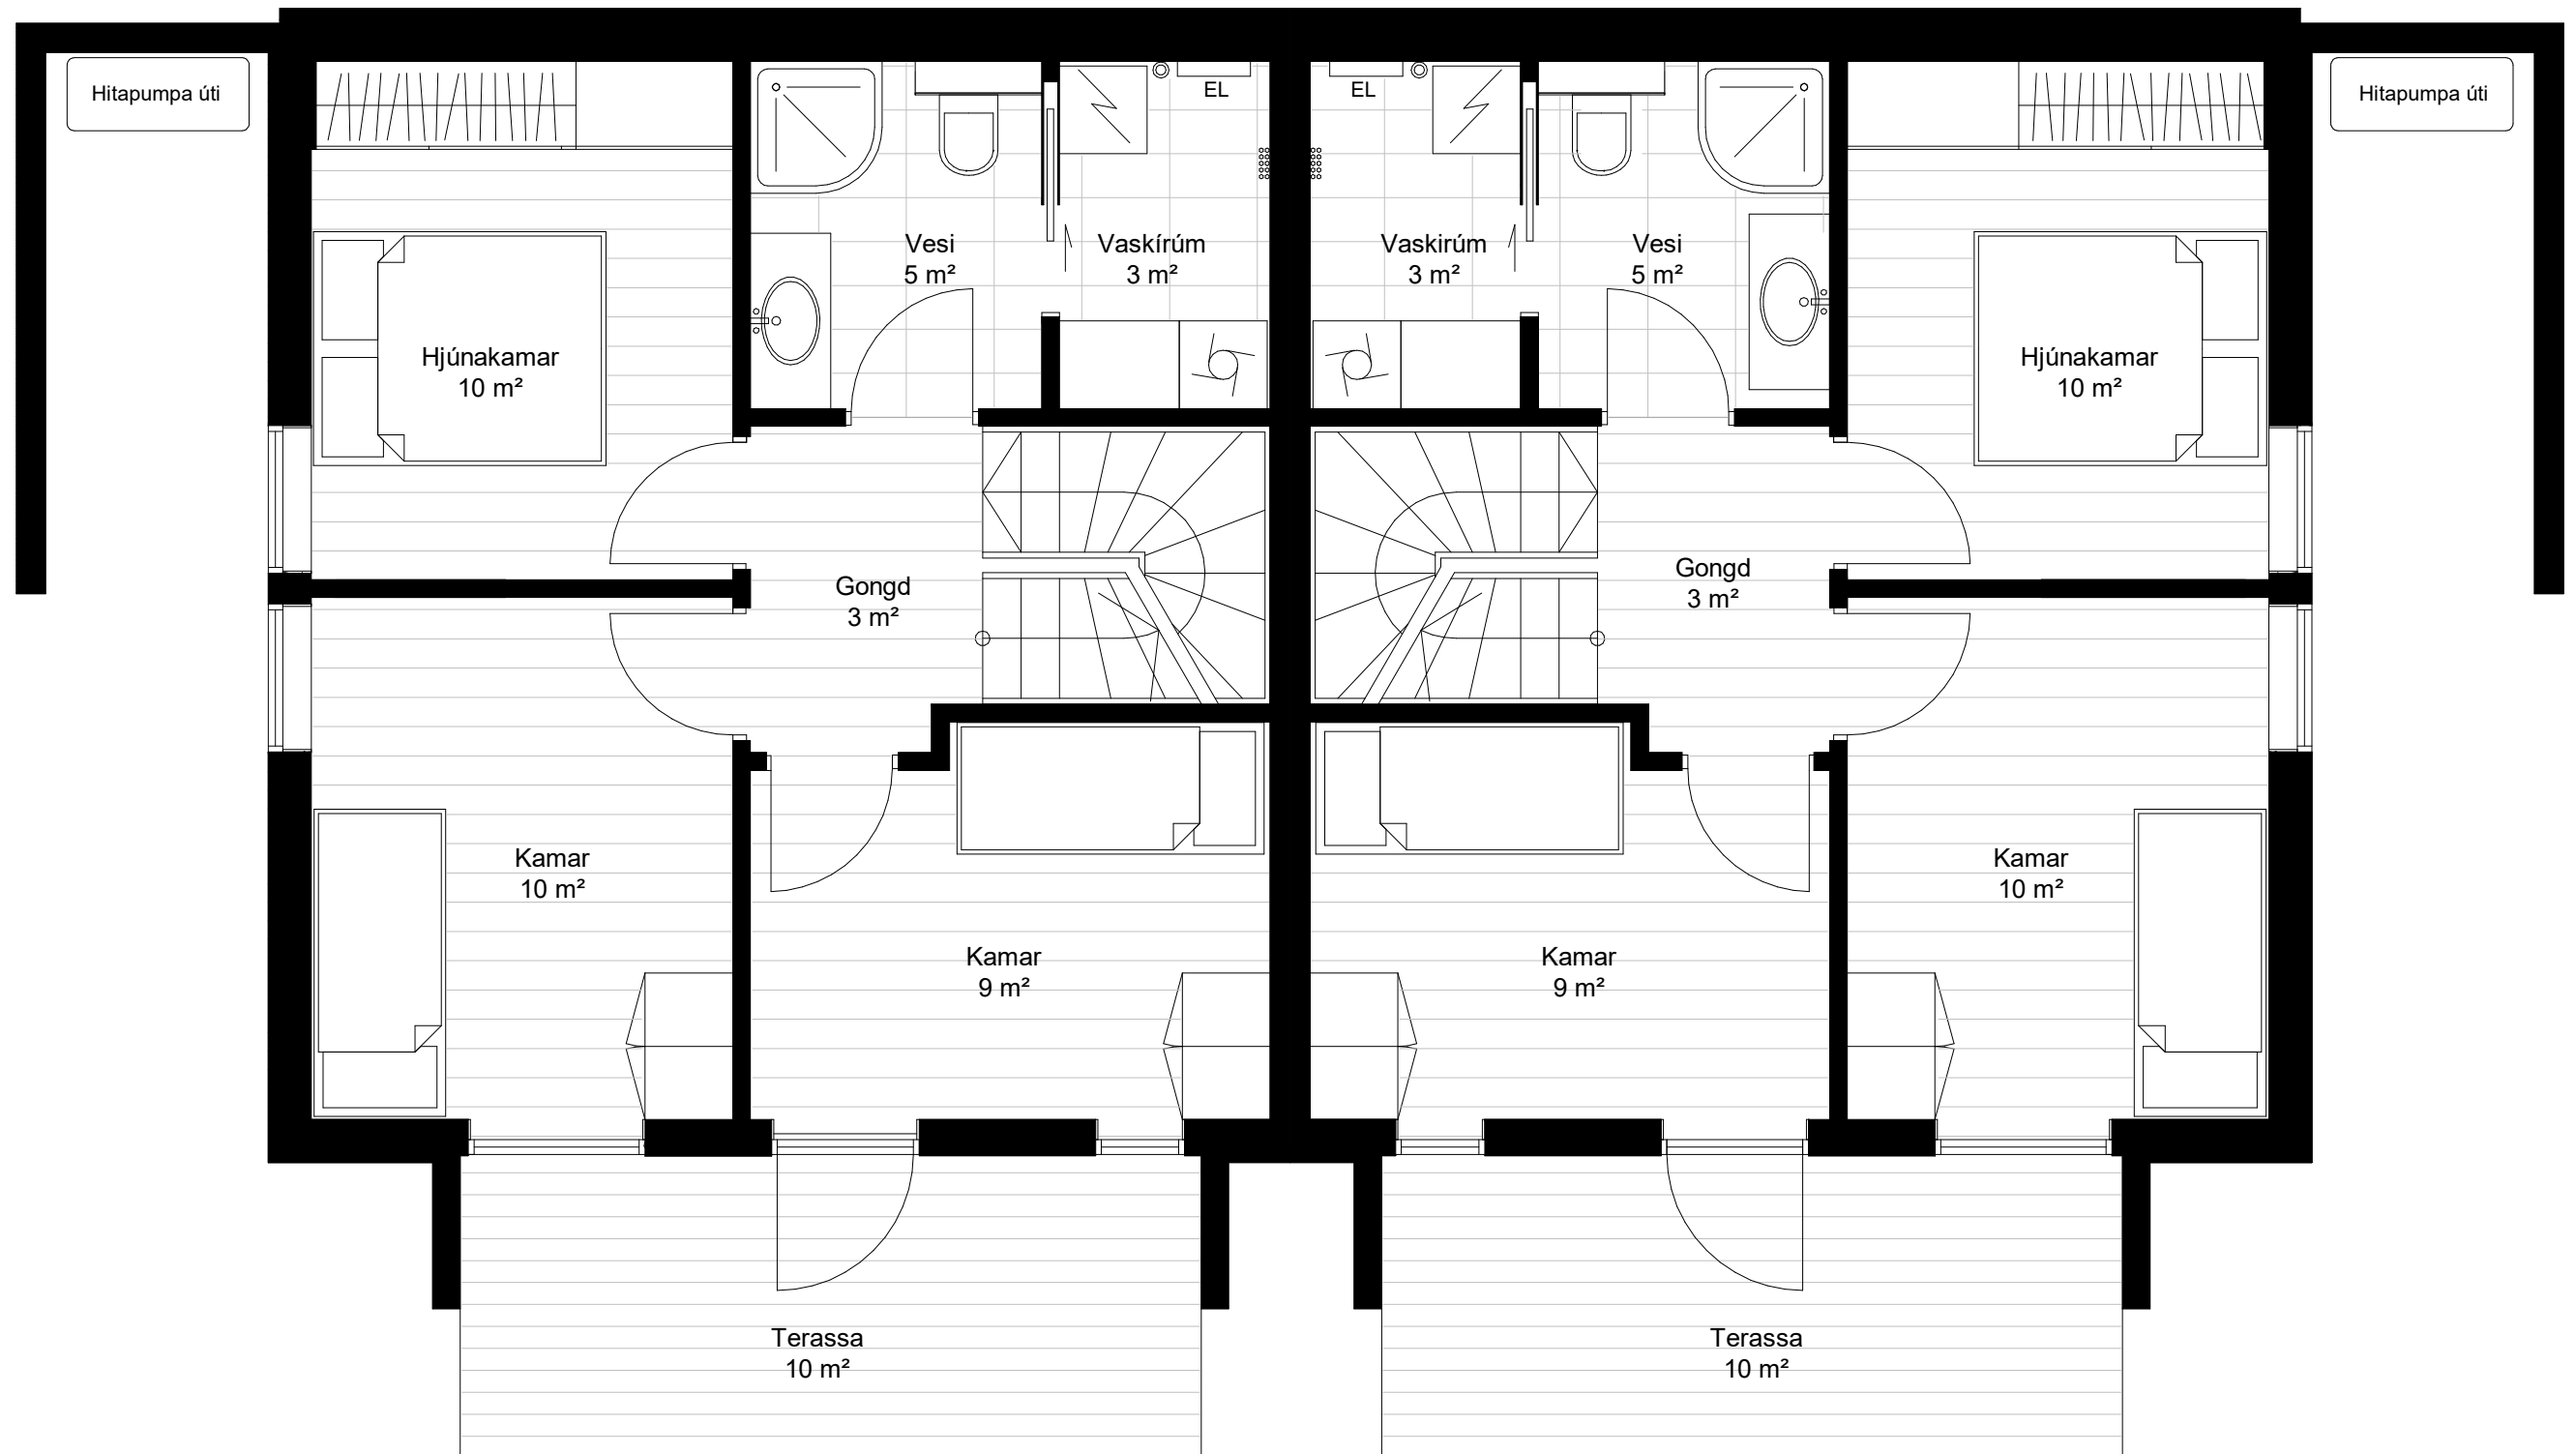 Hitapumpa úti
EL
EL
Hitapumpa úti
Vesi
5 m²
Vaskírúm
3 m²
Vaskirúm
3 m²
Vesi
5 m²
Hjúnakamar
10 m²
Hjúnakamar
10 m²
Gongd
3 m²
Gongd
3 m²
Kamar
10 m²
Kamar
10 m²
Kamar
9 m²
Kamar
9 m²
Terassa
10 m²
Terassa
10 m²